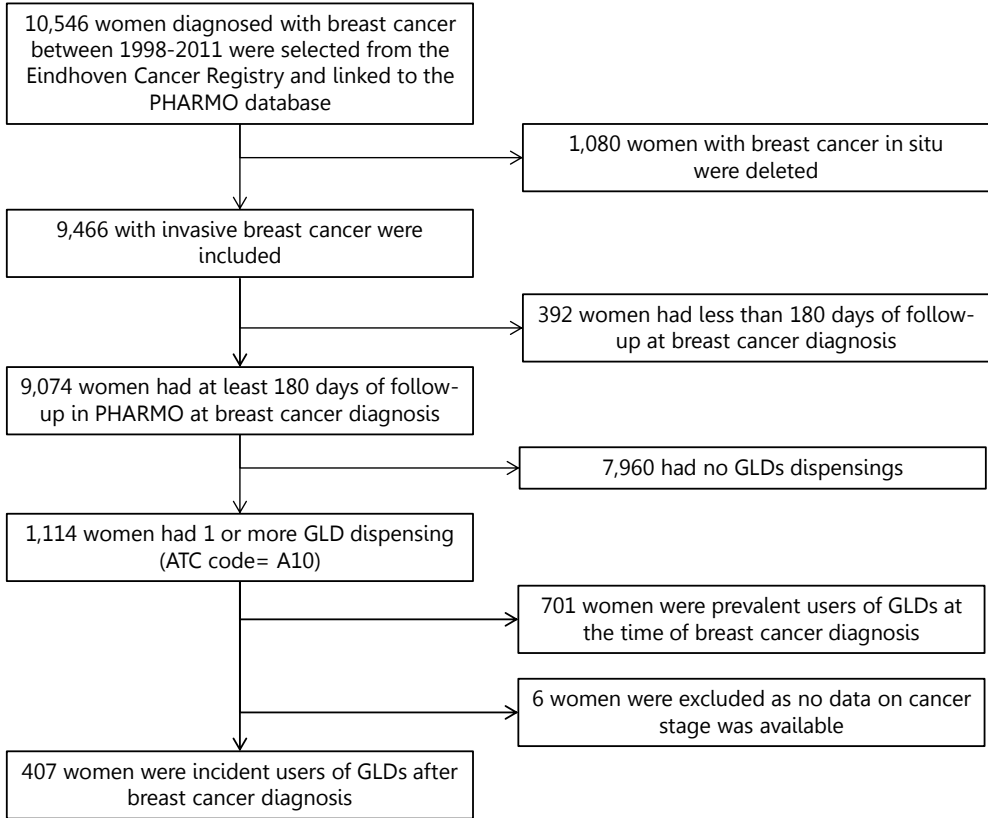 10,546 women diagnosed with breast cancer
between 1998-2011 were selected from the
Eindhoven Cancer Registry and linked to the
PHARMO database
1,080 women with breast cancer in situ
were deleted
9,466 with invasive breast cancer were
included
392 women had less than 180 days of follow-
up at breast cancer diagnosis
9,074 women had at least 180 days of follow-
up in PHARMO at breast cancer diagnosis
7,960 had no GLDs dispensings
1,114 women had 1 or more GLD dispensing
(ATC code= A10)
701 women were prevalent users of GLDs at
the time of breast cancer diagnosis
6 women were excluded as no data on cancer
stage was available
407 women were incident users of GLDs after
breast cancer diagnosis